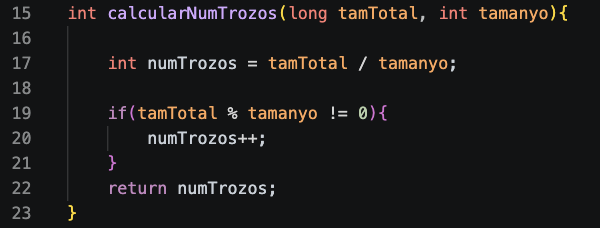 15 int calcularNumTrozos(long tamTotal, int tamanyo){
16
17 int numTrozos = tamTotal / tamanyo;
18
19 if(tamTotal % tamanyo != 0){
20 numTrozos++;
21 }
22 return numTrozos;
23 }